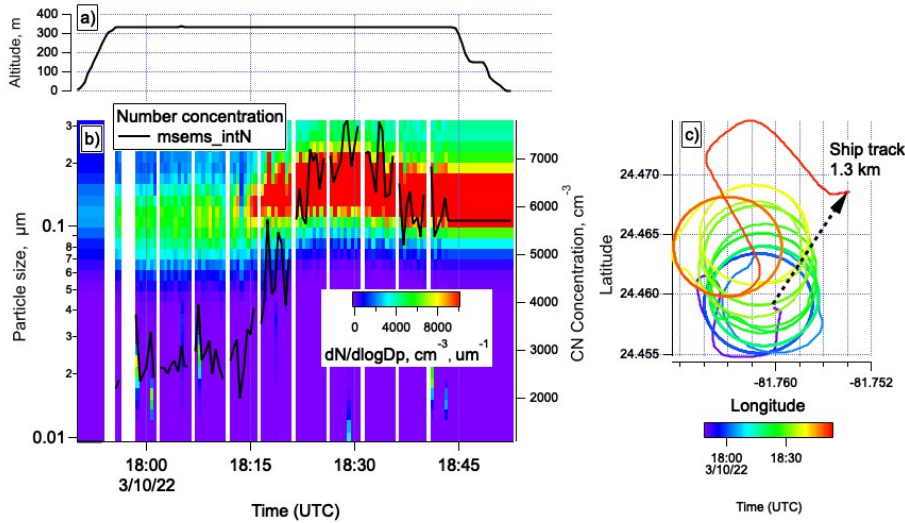 a)
Altitude, m
400
300
200
100
0
b)
Number concentration
msems_intN
Particle size, µm
3
2
0.1
8
7
6
5
4
3
2
0.01
CN Concentration, cm-3
7000
6000
5000
4000
3000
2000
0 4000 8000
dN/dlogDp, cm-3, um-1
18:00 18:15 18:30 18:45
3/10/22
Time (UTC)
c)
Ship track
1.3 km
Latitude
24.470
24.465
24.460
24.455
-81.760 -81.752
Longitude
18:00 18:30
3/10/22
Time (UTC)